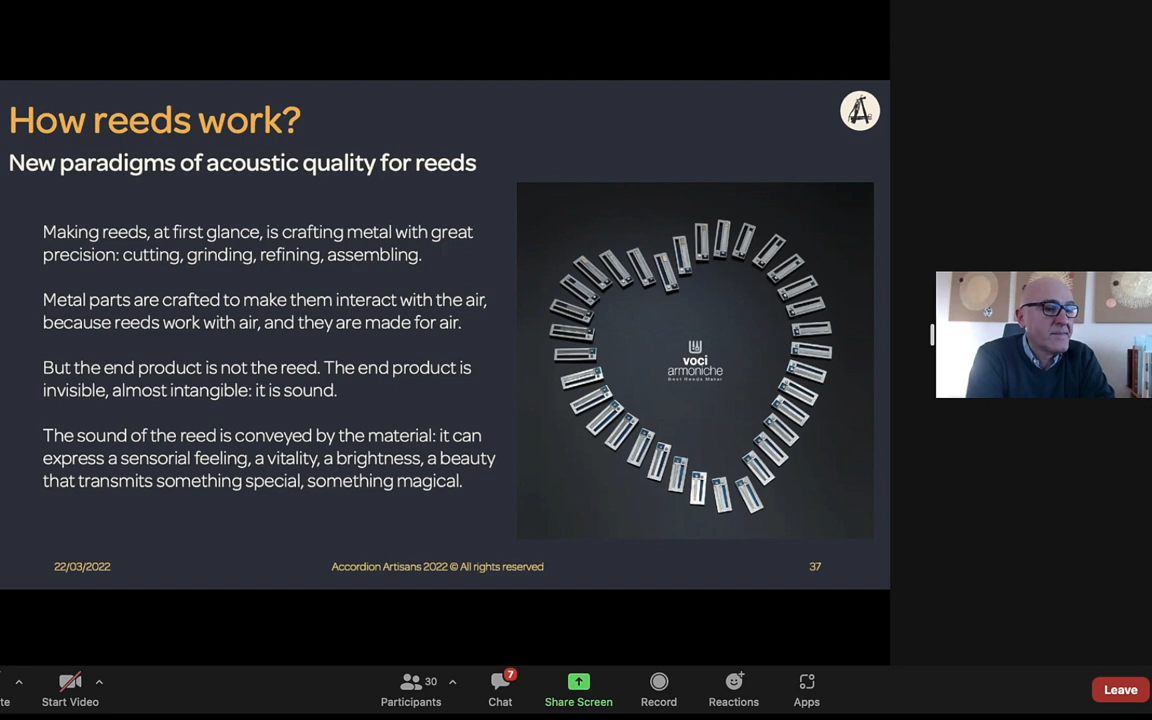 How reeds work?
New paradigms of acoustic quality for reeds
Making reeds, at first glance, is crafting metal with great
precision: cutting, grinding, refining, assembling.
Metal parts are crafted to make them interact with the air,
because reeds work with air, and they are made for air.
But the end product is not the reed. The end product is
invisible, almost intangible: it is sound.
The sound of the reed is conveyed by the material: it can
express a sensorial feeling, a vitality, a brightness, a beauty
that transmits something special, something magical.
voci
armoniche
Best Reeds Maker
22/03/2022
Accordion Artisans 2022 © All rights reserved
37
te
Start Video
Participants
30
Chat
7
Share Screen
Record
Reactions
Apps
Leave